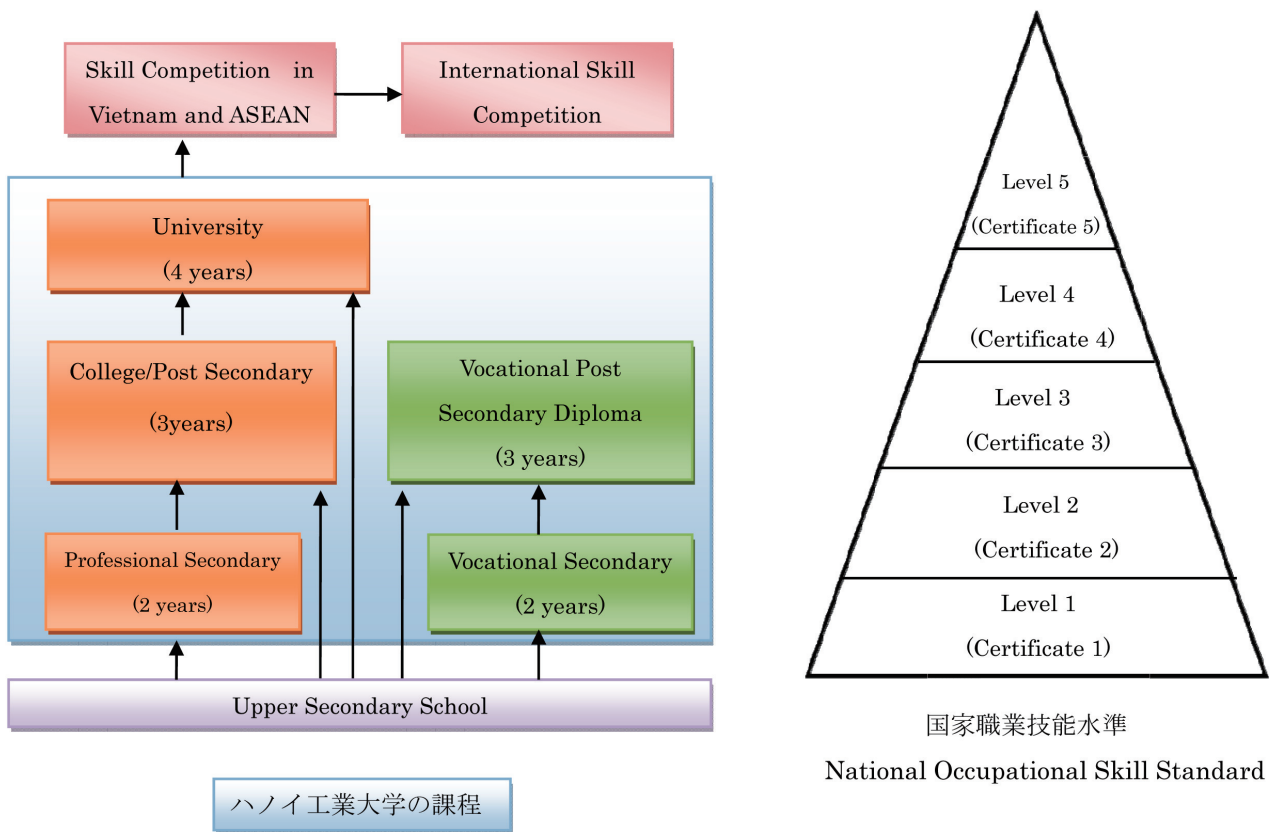 Skill Competition in
Vietnam and ASEAN
International Skill
Competition
University
(4 years)
College/Post Secondary
(3years)
Vocational Post
Secondary Diploma
(3 years)
Professional Secondary
(2 years)
Vocational Secondary
(2 years)
Upper Secondary School
ハノイ工業大学の課程
Level 5
(Certificate 5)
Level 4
(Certificate 4)
Level 3
(Certificate 3)
Level 2
(Certificate 2)
Level 1
(Certificate 1)
国家職業技能水準
National Occupational Skill Standard